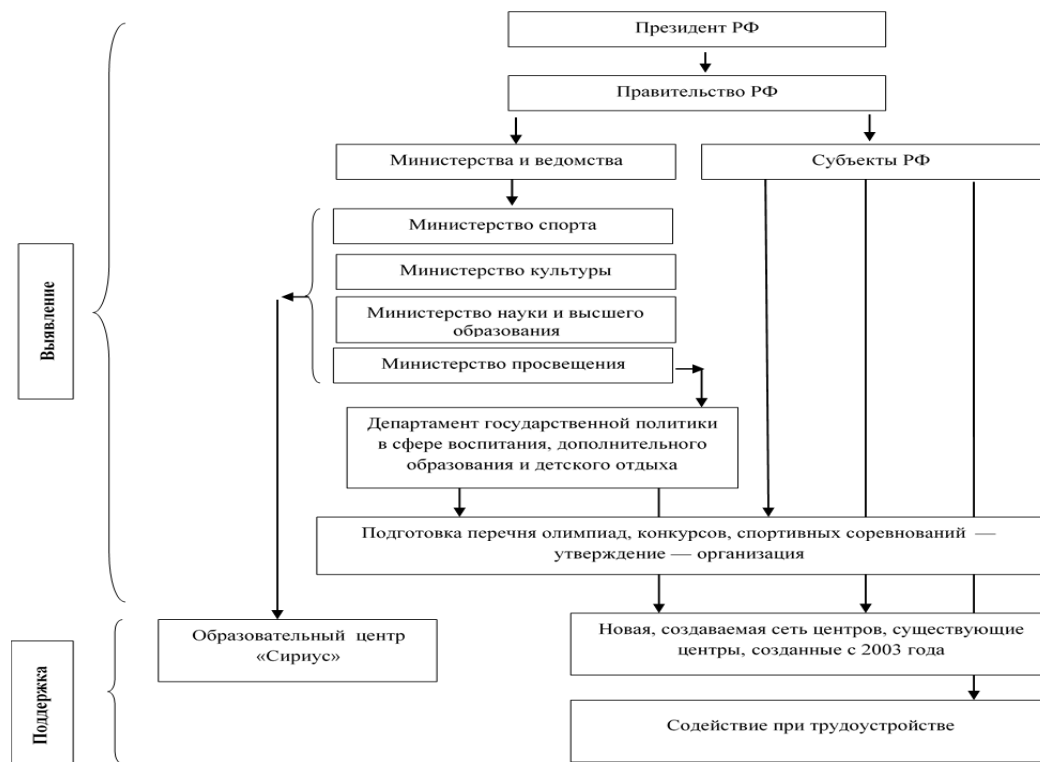 Президент РФ
Правительство РФ
Министерства и ведомства
Субъекты РФ
Министерство спорта
Министерство культуры
Министерство науки и высшего
образования
Министерство просвещения
Выявление
Департамент государственной политики
в сфере воспитания, дополнительного
образования и детского отдыха
Подготовка перечня олимпиад, конкурсов, спортивных соревнований —
утверждение — организация
Образовательный центр
«Сириус»
Новая, создаваемая сеть центров, существующие
центры, созданные с 2003 года
Поддержка
Содействие при трудоустройстве